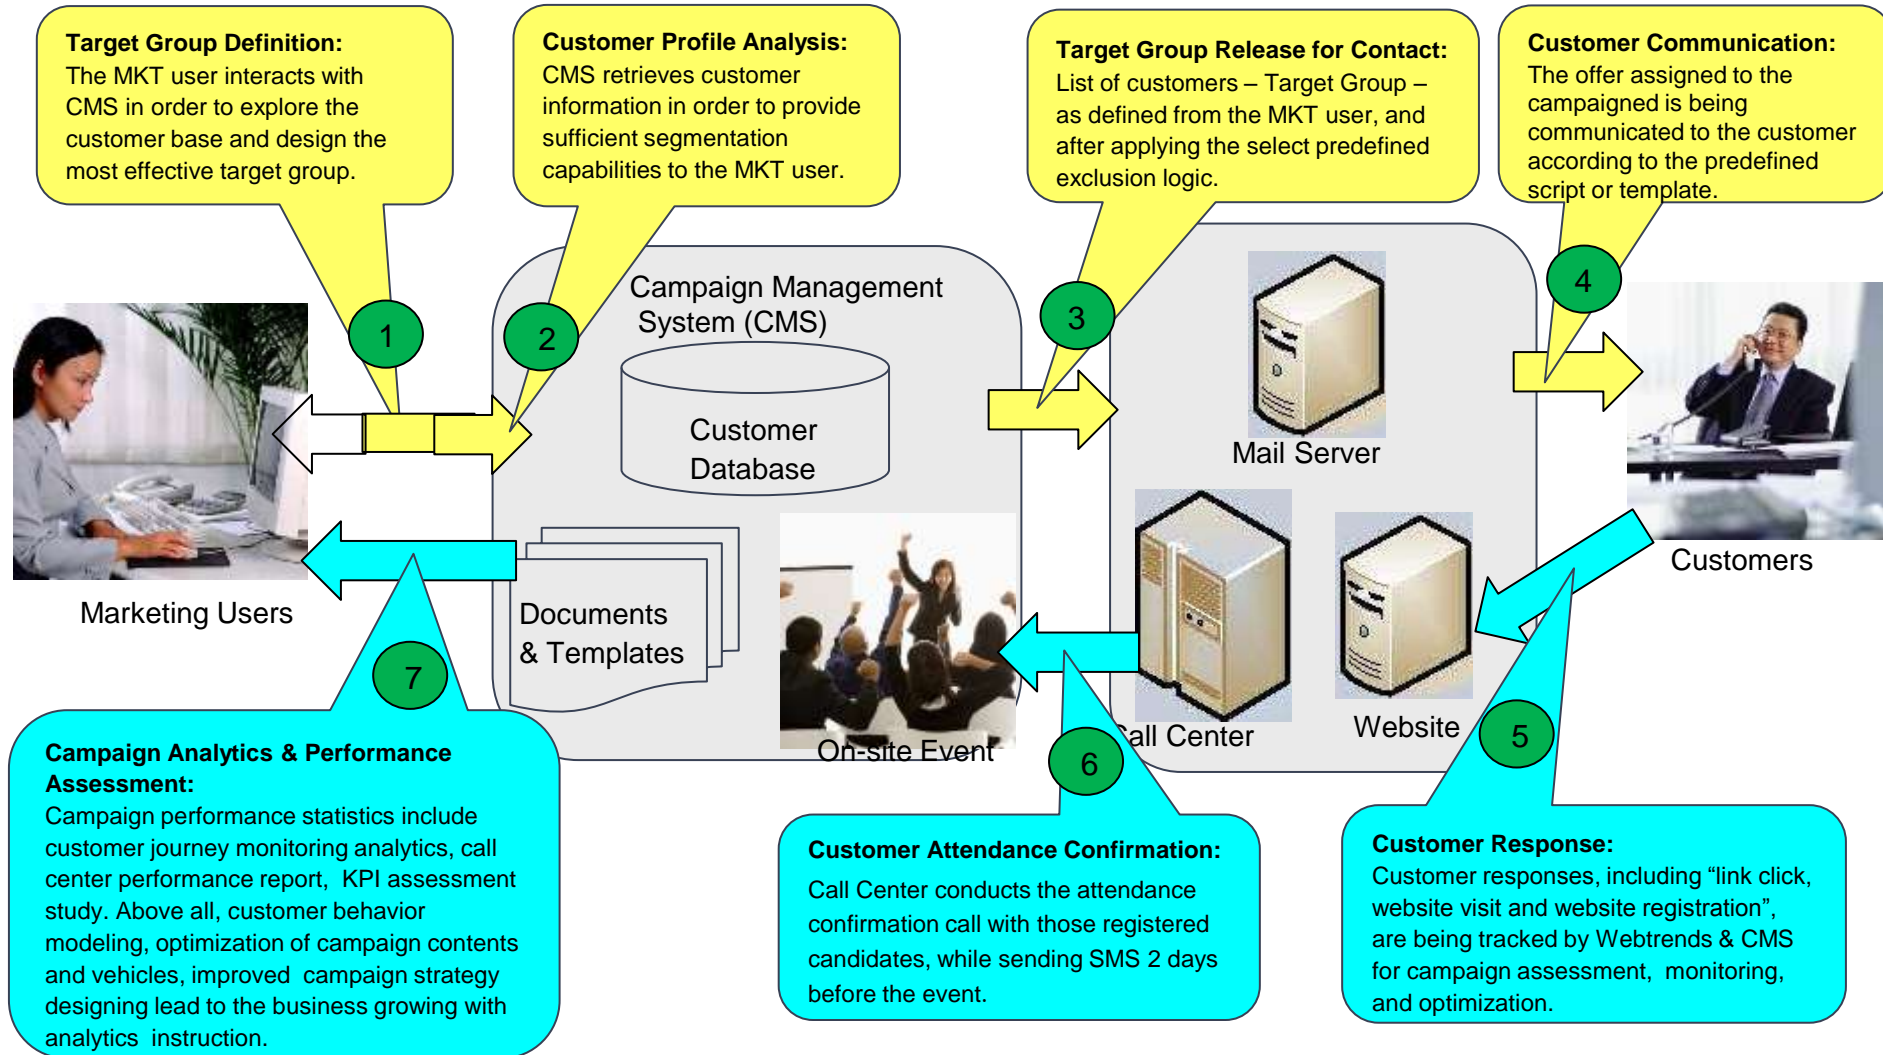 Target Group Definition:
The MKT user interacts with
CMS in order to explore the
customer base and design the
most effective target group.
Customer Profile Analysis:
CMS retrieves customer
information in order to provide
sufficient segmentation
capabilities to the MKT user.
Target Group Release for Contact:
List of customers – Target Group –
as defined from the MKT user, and
after applying the select predefined
exclusion logic.
Customer Communication:
The offer assigned to the
campaigned is being
communicated to the customer
according to the predefined
script or template.
1
2
3
4
Campaign Management
System (CMS)
Customer
Database
Mail Server
Marketing Users
Documents
& Templates
On-site Event
all Center
Website
Customers
7
6
5
Campaign Analytics & Performance
Assessment:
Campaign performance statistics include
customer journey monitoring analytics, call
center performance report, KPI assessment
study. Above all, customer behavior
modeling, optimization of campaign contents
and vehicles, improved campaign strategy
designing lead to the business growing with
analytics instruction.
Customer Attendance Confirmation:
Call Center conducts the attendance
confirmation call with those registered
candidates, while sending SMS 2 days
before the event.
Customer Response:
Customer responses, including “link click,
website visit and website registration”,
are being tracked by Webtrends & CMS
for campaign assessment, monitoring,
and optimization.